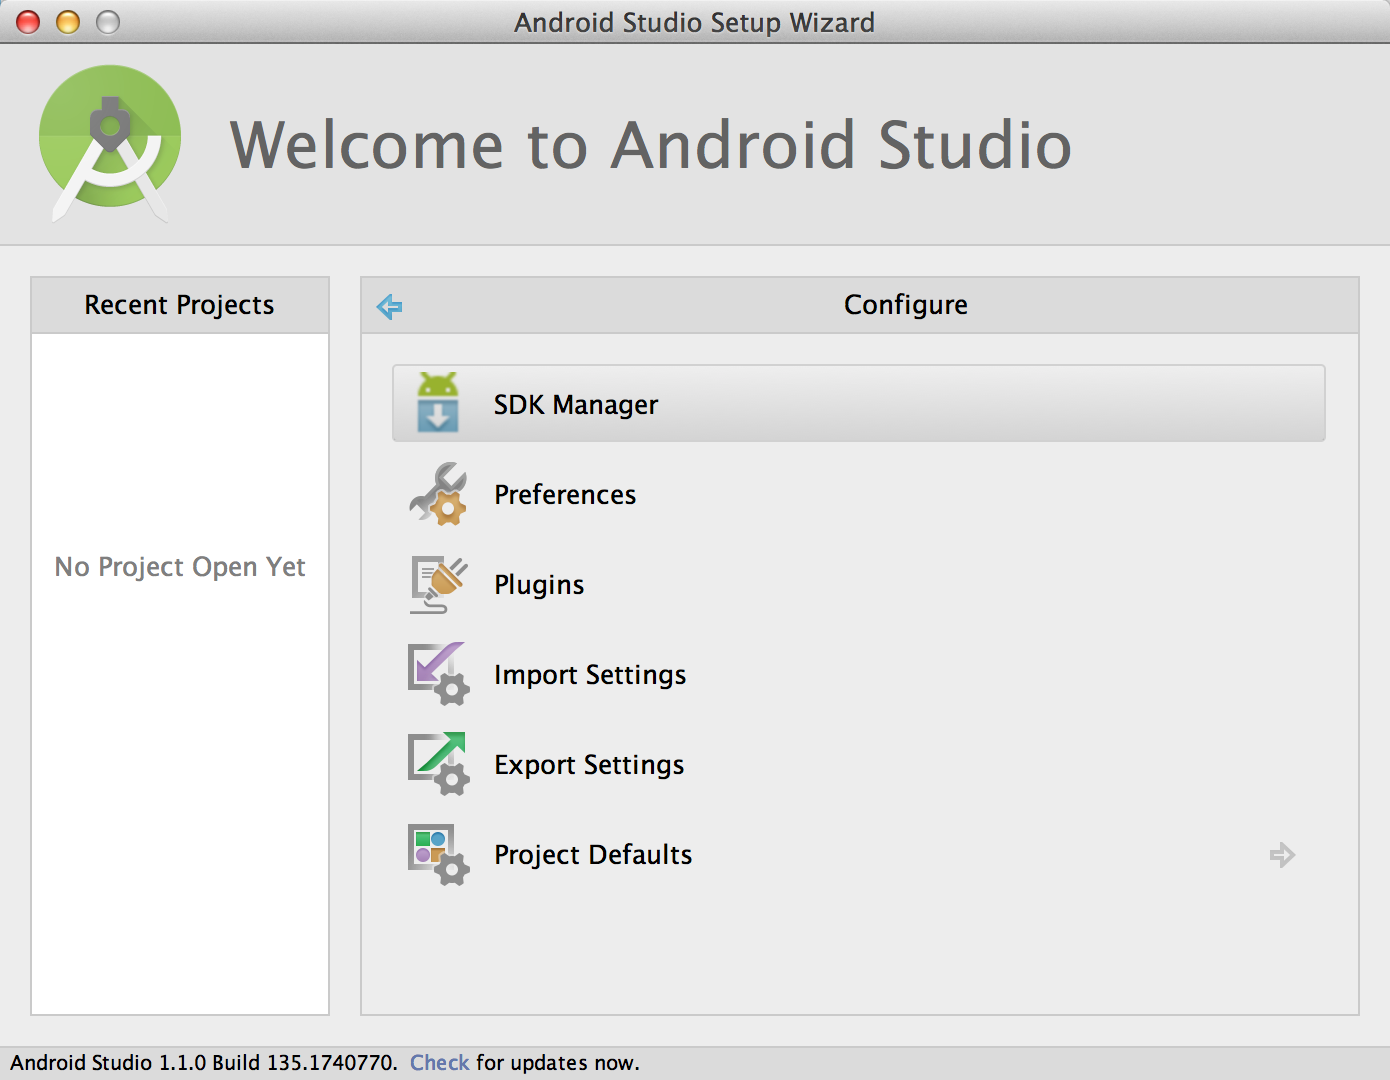 Android Studio Setup Wizard
Welcome to Android Studio
Recent Projects
No Project Open Yet
Configure
SDK Manager
Preferences
Plugins
Import Settings
Export Settings
Project Defaults
Android Studio 1.1.0 Build 135.1740770. Check for updates now.